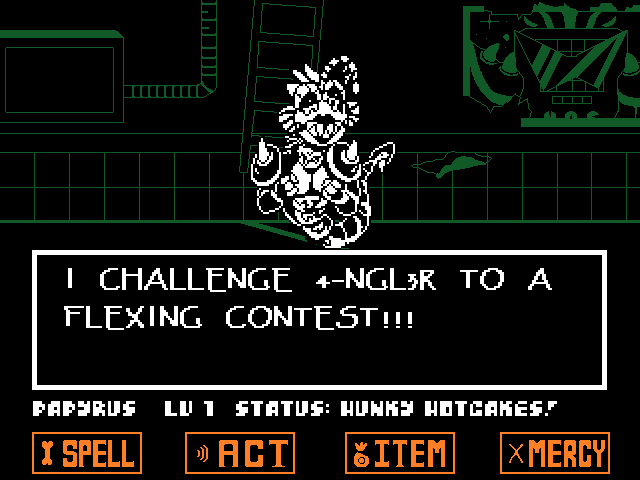 I CHALLENGE 4-NGL3R TO A
FLEXING CONTEST!!!
PAPYRUS LV 1 STATUS: HUNKY HOTCAKES!
SPELL ACT ITEM MERCY